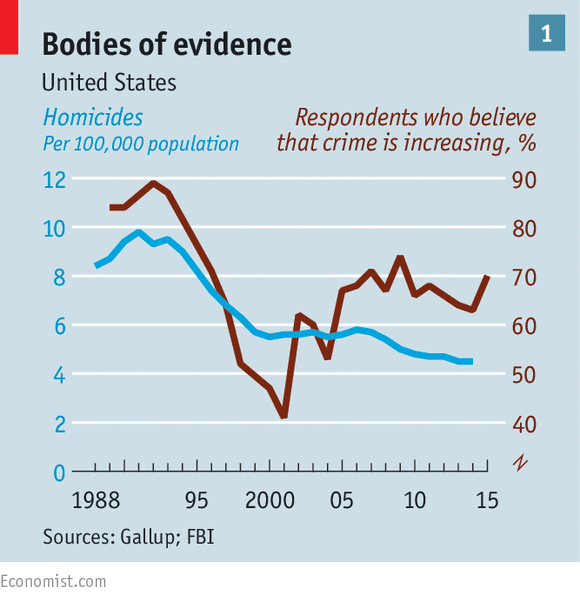 Bodies of evidence
1
United States
Homicides
Per 100,000 population
Respondents who believe
that crime is increasing, %
12
10
8
6
4
2
0
90
80
70
60
50
40
1988 95 2000 05 10 15
Sources: Gallup; FBI
Economist.com